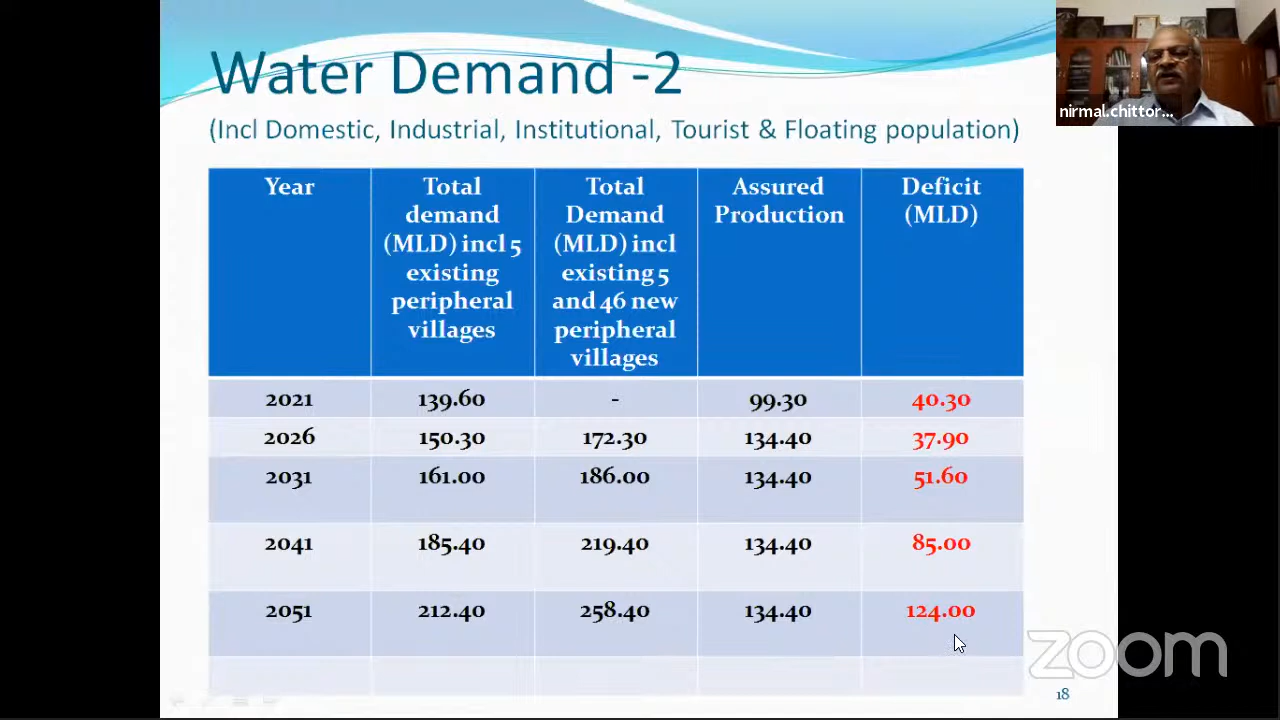 Water Demand -2
(Incl Domestic, Industrial, Institutional, Tourist & Floating population)
nirmal.chittor...
Year
Total
demand
(MLD) incl 5
existing
peripheral
villages
Total
Demand
(MLD) incl
existing 5
and 46 new
peripheral
villages
Assured
Production
Deficit
(MLD)
2021 139.60 - 99.30 40.30
2026 150.30 172.30 134.40 37.90
2031 161.00 186.00 134.40 51.60
2041 185.40 219.40 134.40 85.00
2051 212.40 258.40 134.40 124.00
zoom
18